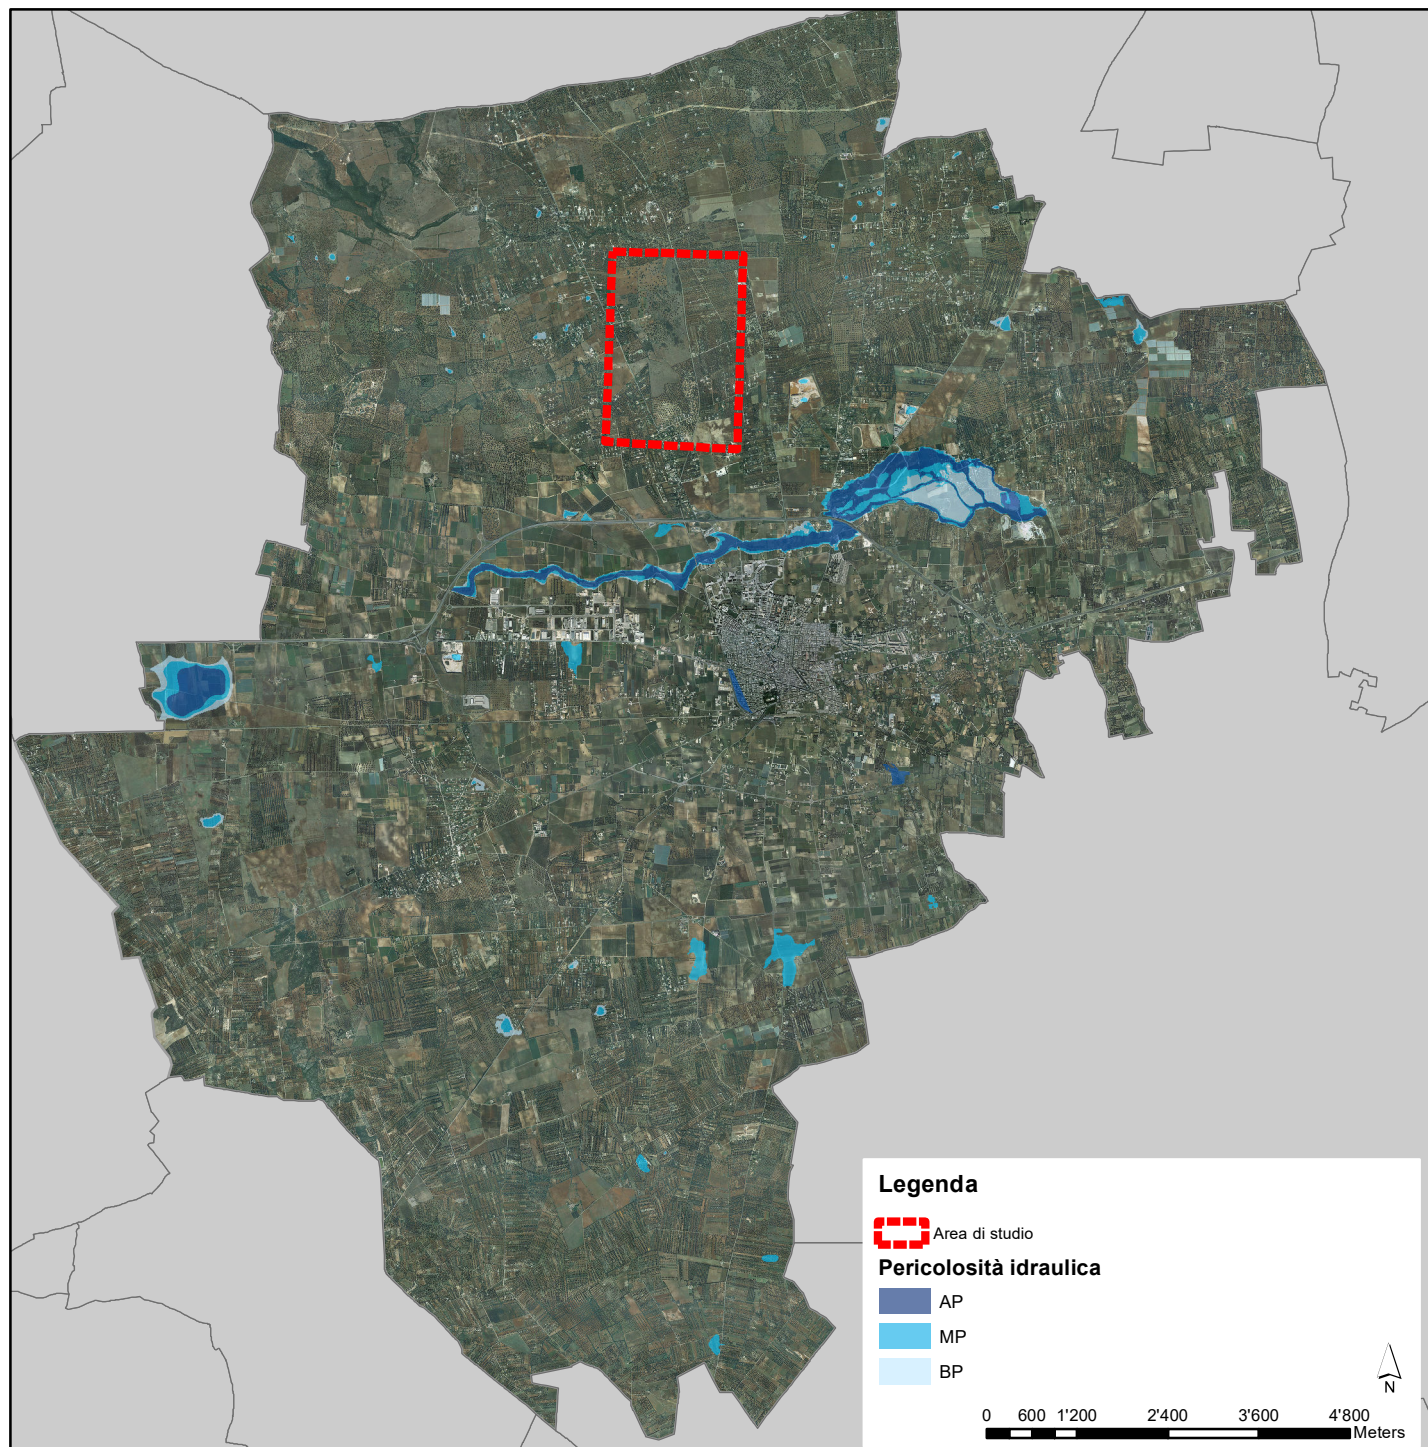 Legenda
Area di studio
Pericolosità idraulica
AP
MP
BP
N
0 600 1'200 2'400 3'600 4'800
Meters